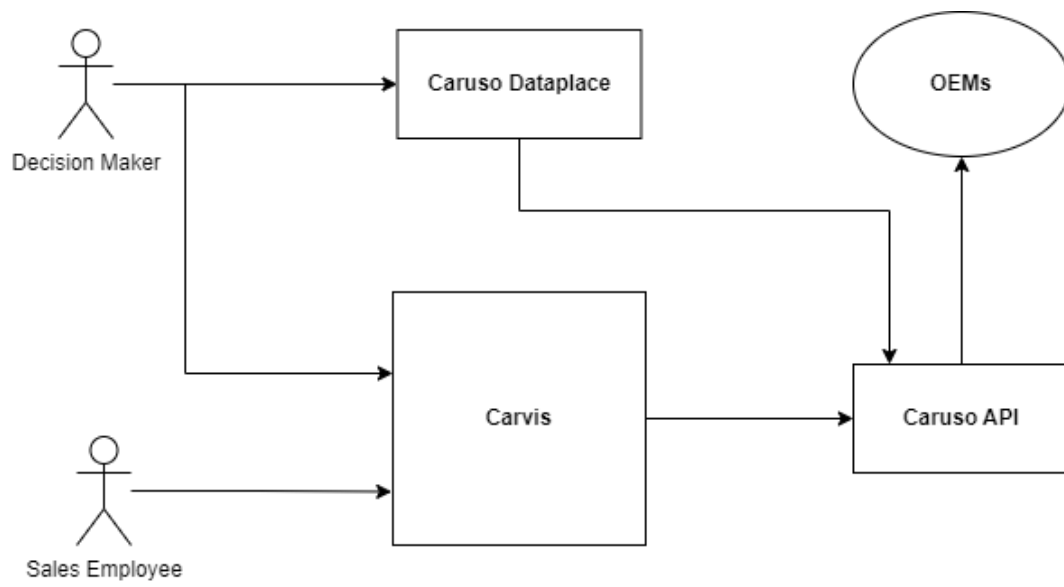 Caruso Dataplace
OEMs
Decision Maker
Carvis
Caruso API
Sales Employee